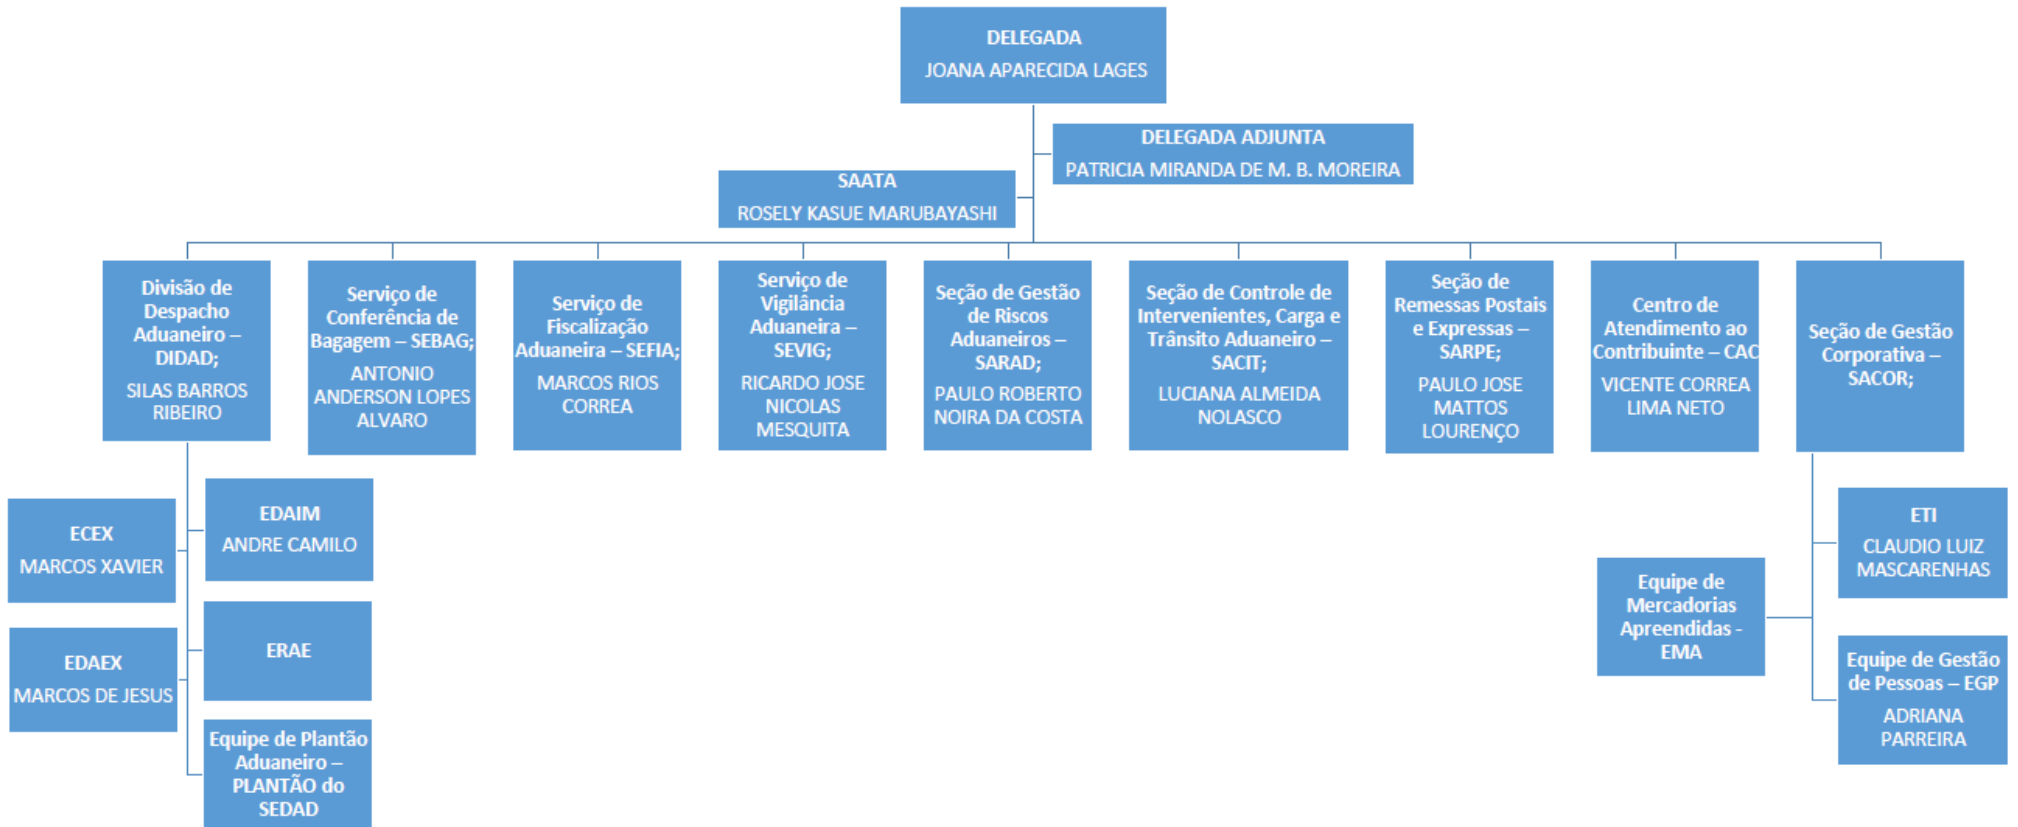 DELEGADA
JOANA APARECIDA LAGES
DELEGADA ADJUNTA
PATRICIA MIRANDA DE M. B. MOREIRA
SAATA
ROSELY KASUE MARUBAYASHI
Divisão de
Despacho
Aduaneiro –
DIDAD;
SILAS BARROS
RIBEIRO
Serviço de
Conferência de
Bagagem – SEBAG;
ANTONIO
ANDERSON LOPES
ALVARO
Serviço de
Fiscalização
Aduaneira – SEFIA;
MARCOS RIOS
CORREA
Serviço de
Vigilância
Aduaneira –
SEVIG;
RICARDO JOSE
NICOLAS
MESQUITA
Seção de Gestão
de Riscos
Aduaneiros –
SARAD;
PAULO ROBERTO
NOIRA DA COSTA
Seção de Controle de
Intervenientes, Carga e
Trânsito Aduaneiro –
SACIT;
LUCIANA ALMEIDA
NOLASCO
Seção de
Remessas Postais
e Expressas –
SARPE;
PAULO JOSE
MATTOS
LOURENÇO
Centro de
Atendimento ao
Contribuinte – CAC
VICENTE CORREA
LIMA NETO
Seção de Gestão
Corporativa –
SACOR;
ECEX
MARCOS XAVIER
EDAIM
ANDRE CAMILO
EDAEX
MARCOS DE JESUS
ERAE
Equipe de Plantão
Aduaneiro –
PLANTÃO do
SEDAD
ETI
CLAUDIO LUIZ
MASCARENHAS
Equipe de
Mercadorias
Apreendidas -
EMA
Equipe de Gestão
de Pessoas – EGP
ADRIANA
PARREIRA